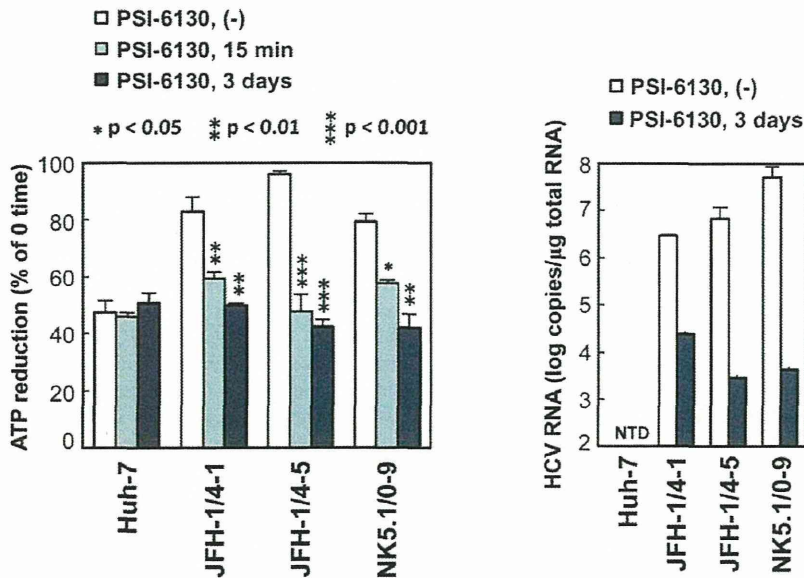 PSI-6130, (-)
PSI-6130, 15 min
PSI-6130, 3 days
* p < 0.05 ** p < 0.01 *** p < 0.001
ATP reduction (% of 0 time)
100
80
60
40
20
0
**
**
***
***
*
**
Huh-7
JFH-1/4-1
JFH-1/4-5
NK5.1/0-9
PSI-6130, (-)
PSI-6130, 3 days
HCV RNA (log copies/μg total RNA)
8
7
6
5
4
3
2
NTD
Huh-7
JFH-1/4-1
JFH-1/4-5
NK5.1/0-9